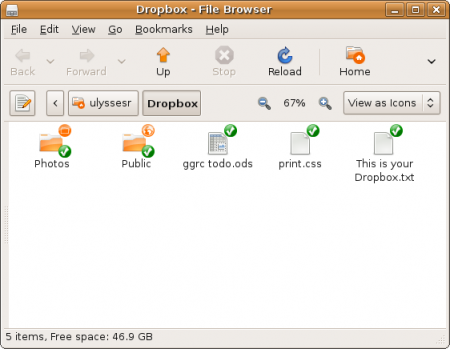 Dropbox - File Browser
File Edit View Go Bookmarks Help
Back Forward Up Stop Reload Home
ulyssesr Dropbox 67% View as Icons
Photos Public ggrc todo.ods print.css This is your
Dropbox.txt
5 items, Free space: 46.9 GB